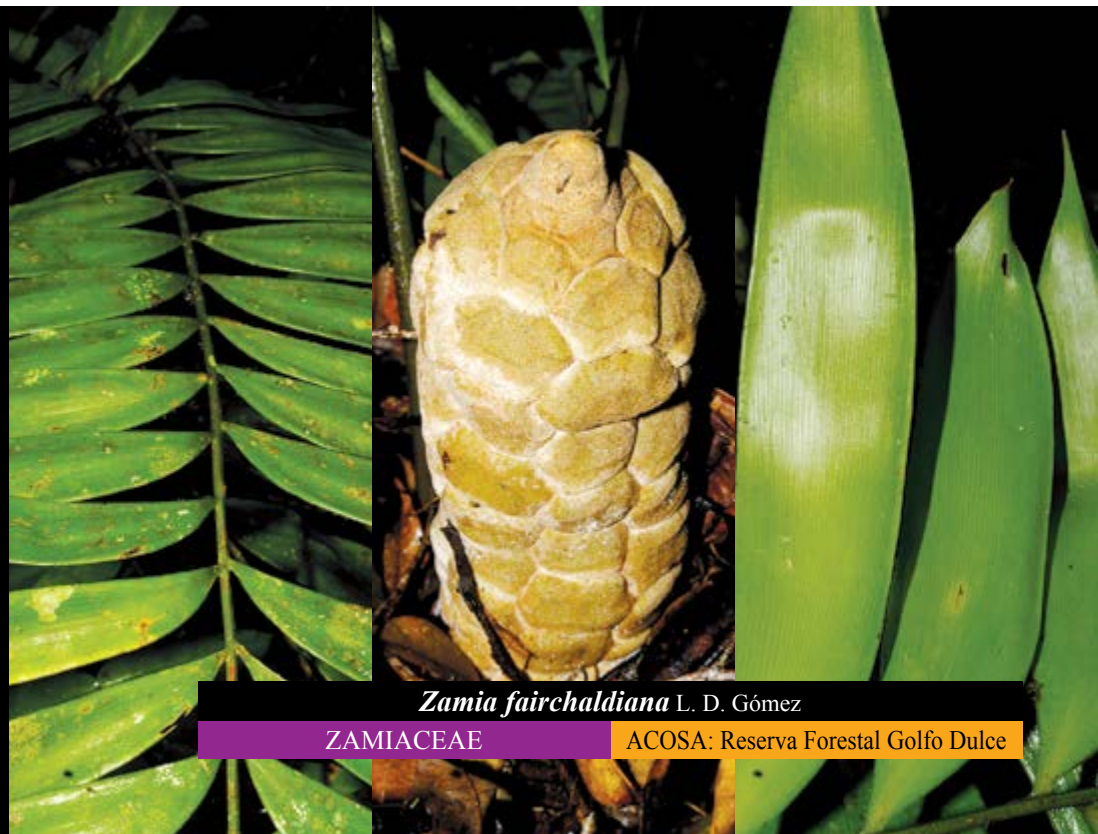 Zamia fairchaldiana L. D. Gómez
ZAMIACEAE
ACOSA: Reserva Forestal Golfo Dulce